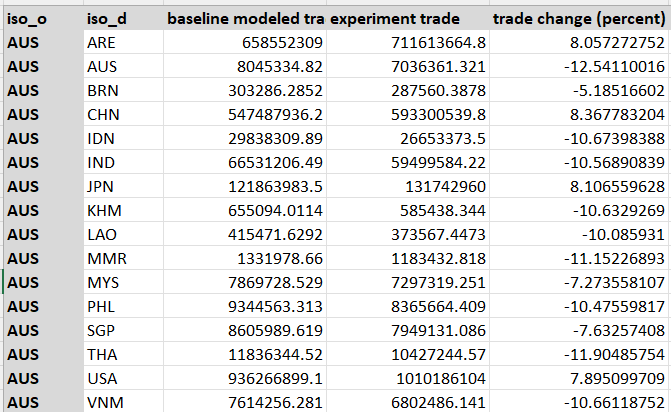 iso_o iso_d baseline modeled tra experiment trade trade change (percent)
AUS ARE 658552309 711613664.8 8.057272752
AUS AUS 8045334.82 7036361.321 -12.54110016
AUS BRN 303286.2852 287560.3878 -5.18516602
AUS CHN 547487936.2 593300539.8 8.367783204
AUS IDN 29838309.89 26653373.5 -10.67398388
AUS IND 66531206.49 59499584.22 -10.56890839
AUS JPN 121863983.5 131742960 8.106559628
AUS KHM 655094.0114 585438.344 -10.6329269
AUS LAO 415471.6292 373567.4473 -10.085931
AUS MMR 1331978.66 1183432.818 -11.15226893
AUS MYS 7869728.529 7297319.251 -7.273558107
AUS PHL 9344563.313 8365664.409 -10.47559817
AUS SGP 8605989.619 7949131.086 -7.63257408
AUS THA 11836344.52 10427244.57 -11.90485754
AUS USA 936266899.1 1010186104 7.895099709
AUS VNM 7614256.281 6802486.141 -10.66118752